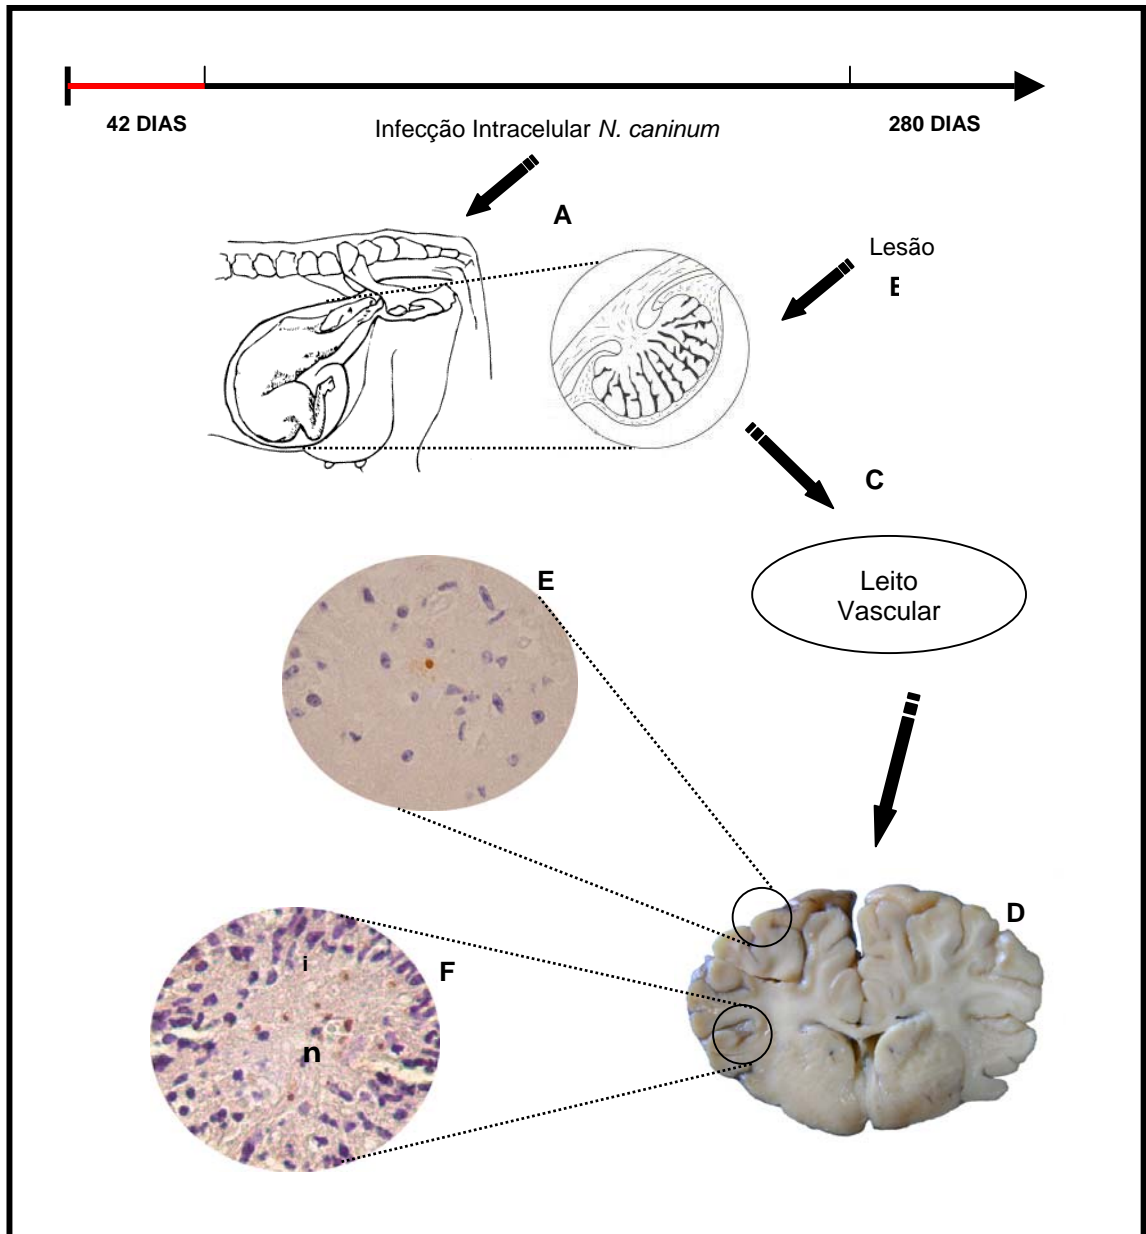 42 DIAS
Infecção Intracelular N. caninum
280 DIAS
A
Lesão
C
Leito
Vascular
E
D
i
F
n